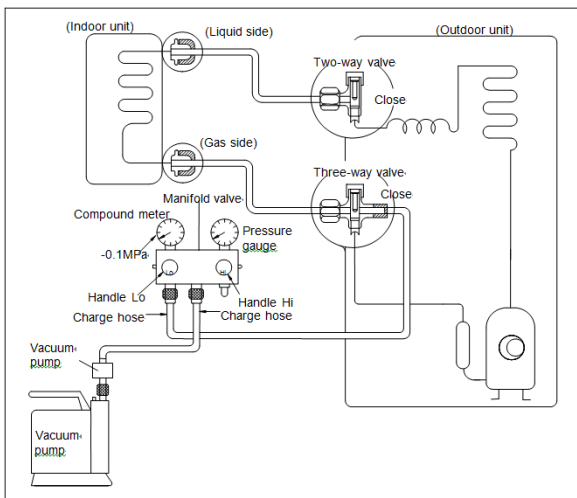 (Indoor unit)
(Liquid side)
(Outdoor unit)
Two-way valve
Close
(Gas side)
Three-way valve
Close
Manifold valve
Compound meter
Pressure
gauge
-0.1MPa
Lo
Hi
Handle Lo
Handle Hi
Charge hose
Charge hose
Vacuum
pump
Vacuum
pump